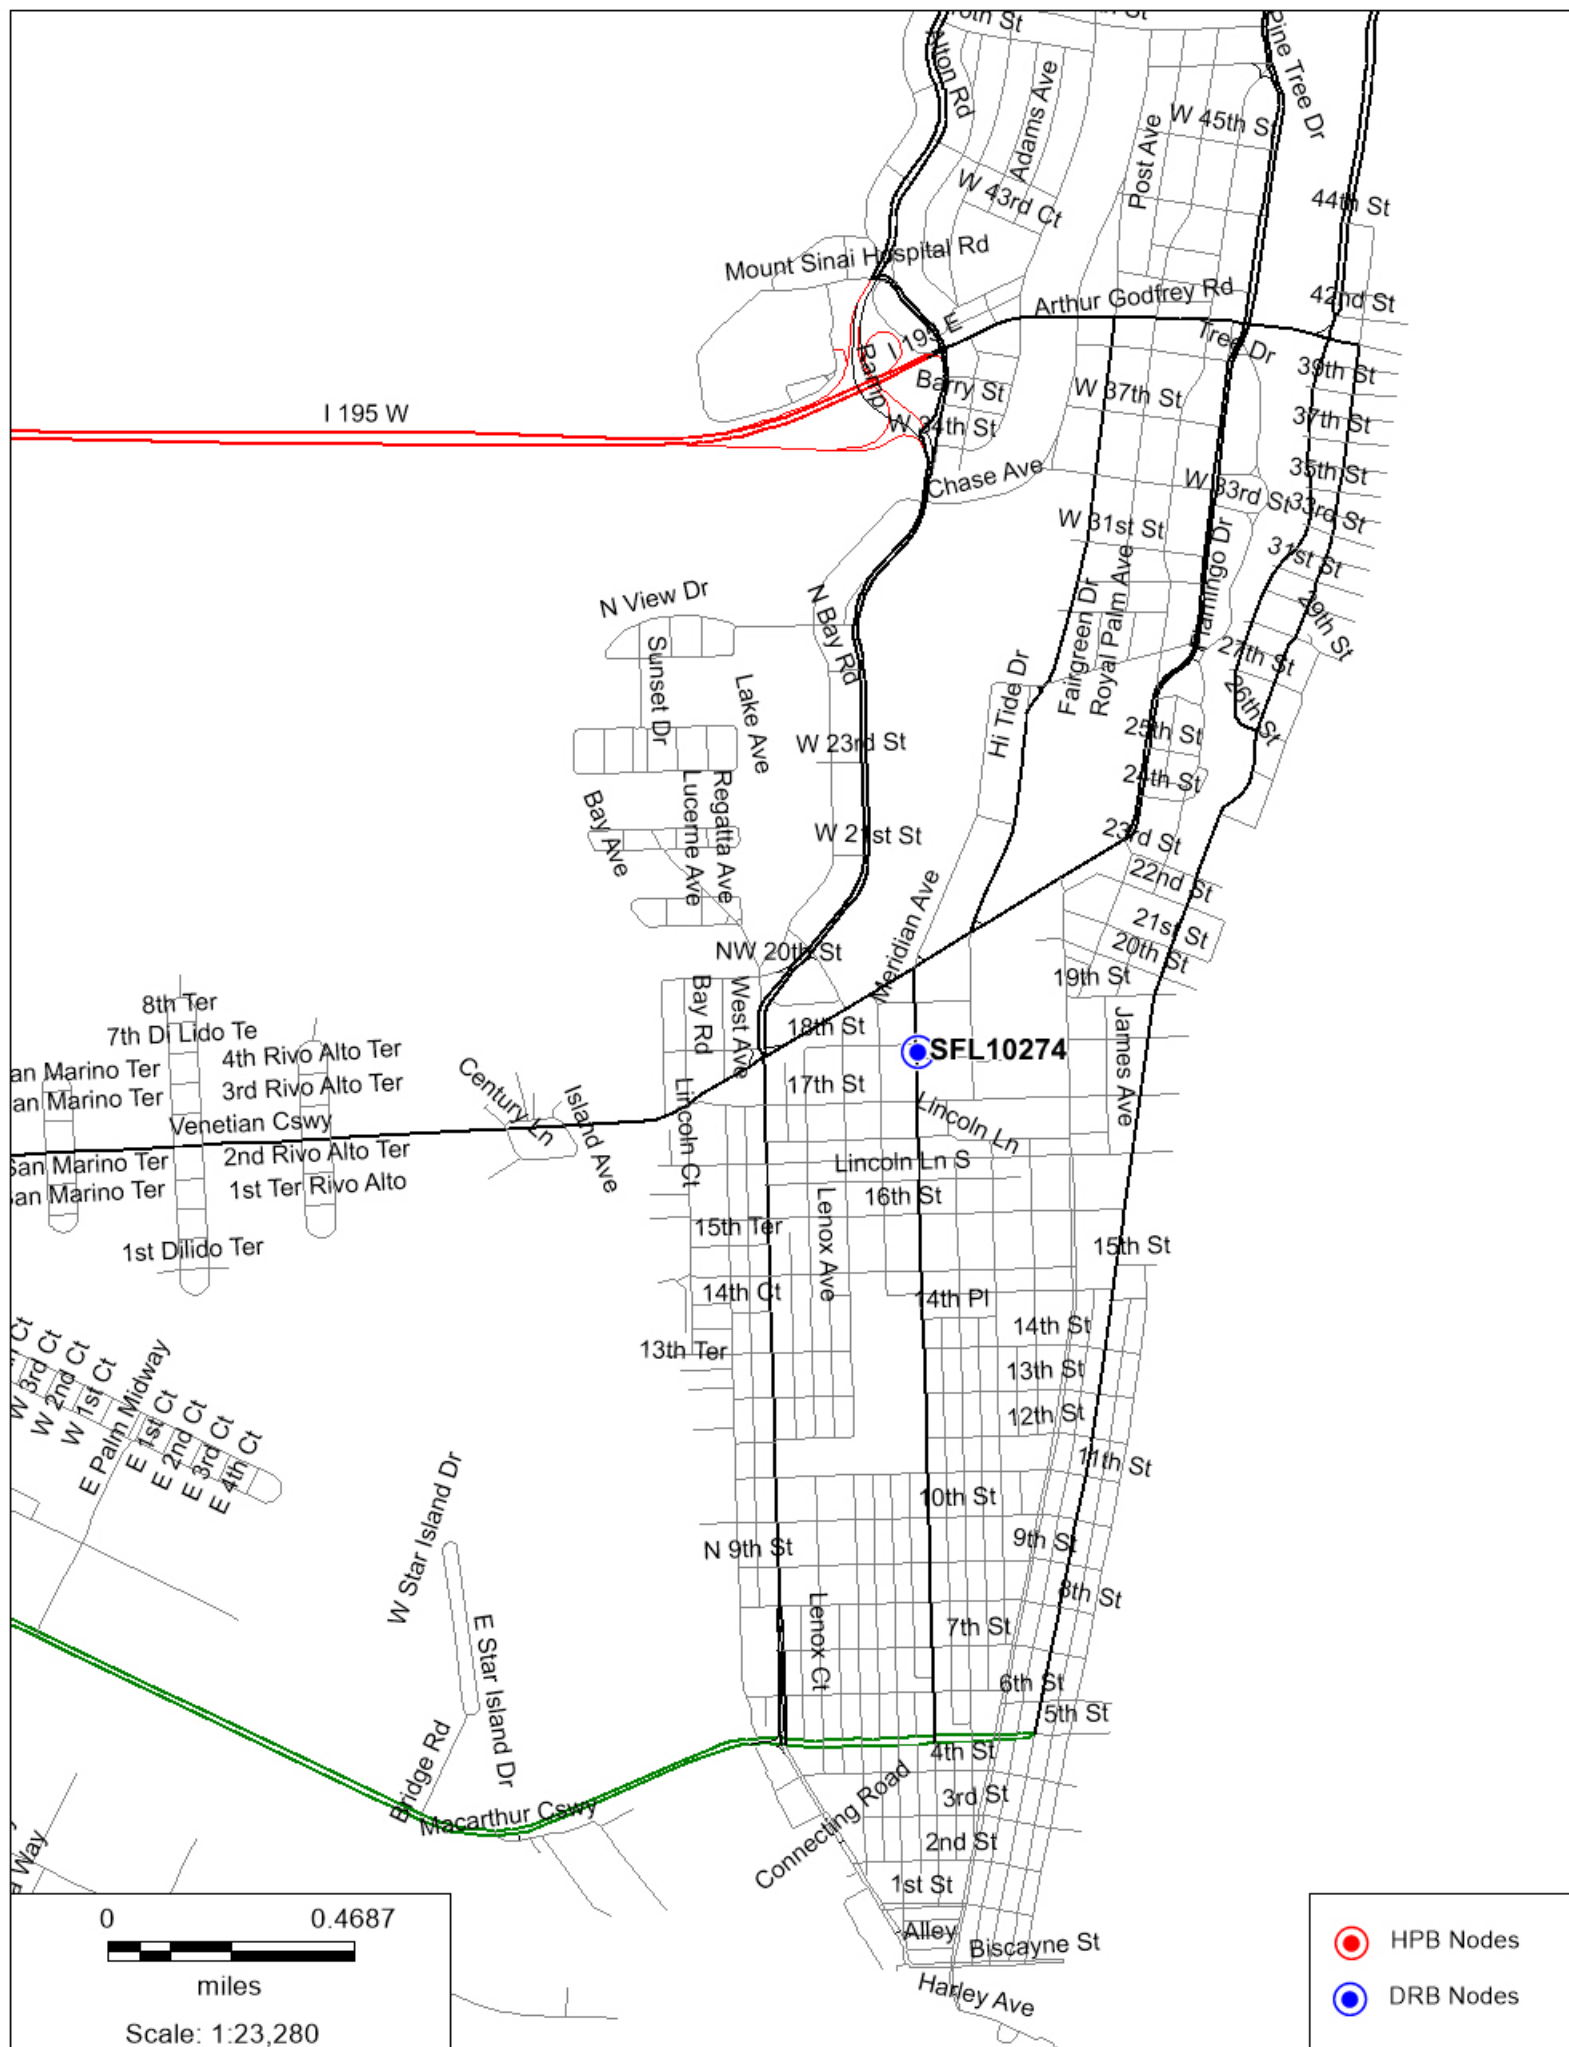 Alton Rd
Pine Tree Dr
Adams Ave
W 45th S
Post Ave
W 43rd Ct
44th St
Mount Sinai Hospital Rd
Arthur Godfrey Rd
42nd St
I 195 E
Tree Dr
Ramp
Barry St
W 37th St
39th St
I 195 W
W 34th St
37th St
Chase Ave
35th St
W 33rd St
33rd St
W 31st St
31st St
N View Dr
N Bay Rd
Flamingo Dr
29th St
Fairgreen Dr
Royal Palm Ave
Sunset Dr
27th St
Lake Ave
Hi Tide Dr
26th St
W 23rd St
25th St
24th St
Bay Ave
Lucerne Ave
Regatta Ave
W 21st St
23rd St
22nd St
Meridian Ave
21st St
NW 20th St
20th St
19th St
8th Ter
Bay Rd
West Ave
18th St
7th Di Lido Te
4th Rivo Alto Ter
SFL10274
James Ave
an Marino Ter
3rd Rivo Alto Ter
17th St
an Marino Ter
Century Ln
Island Ave
Lincoln Ct
Lincoln Ln
Venetian Cswy
San Marino Ter
2nd Rivo Alto Ter
Lincoln Ln S
an Marino Ter
1st Ter Rivo Alto
16th St
15th Ter
Lenox Ave
1st Dilido Ter
15th St
14th Ct
14th Pl
14th St
13th Ter
13th St
Ct
W 3rd Ct
W 2nd Ct
W 1st Ct
E Palm Midway
E 1st Ct
E 2nd Ct
E 3rd Ct
E 4th Ct
12th St
11th St
10th St
W Star Island Dr
N 9th St
9th St
8th St
E Star Island Dr
Lenox Ct
7th St
6th St
5th St
Bridge Rd
4th St
Macarthur Cswy
Connecting Road
3rd St
2nd St
a Way
1st St
Alley
Biscayne St
Harley Ave
0 0.4687
miles
Scale: 1:23,280
HPB Nodes
DRB Nodes